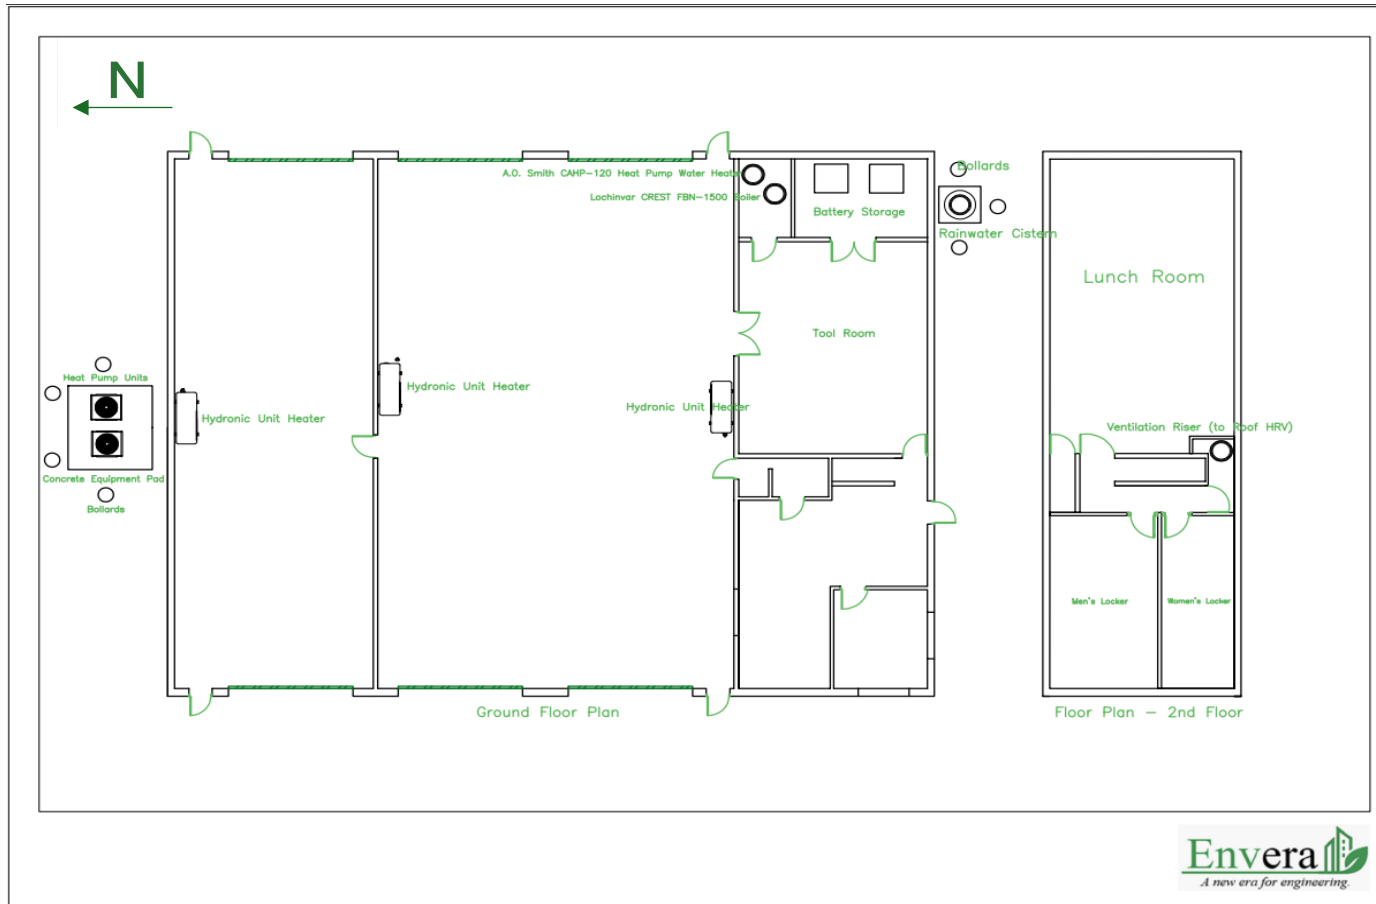 N
A.O. Smith CAHP-120 Heat Pump Water Heater
Lochinvar CREST FBN-1500 Boiler
Battery Storage
Bollards
Rainwater Cistern
Lunch Room
Tool Room
Heat Pump Units
Hydronic Unit Heater
Hydronic Unit Heater
Hydronic Unit Heater
Ventilation Riser (to Roof HRV)
Concrete Equipment Pad
Bollards
Men's Locker
Women's Locker
Ground Floor Plan
Floor Plan - 2nd Floor
Envera
A new era for engineering.